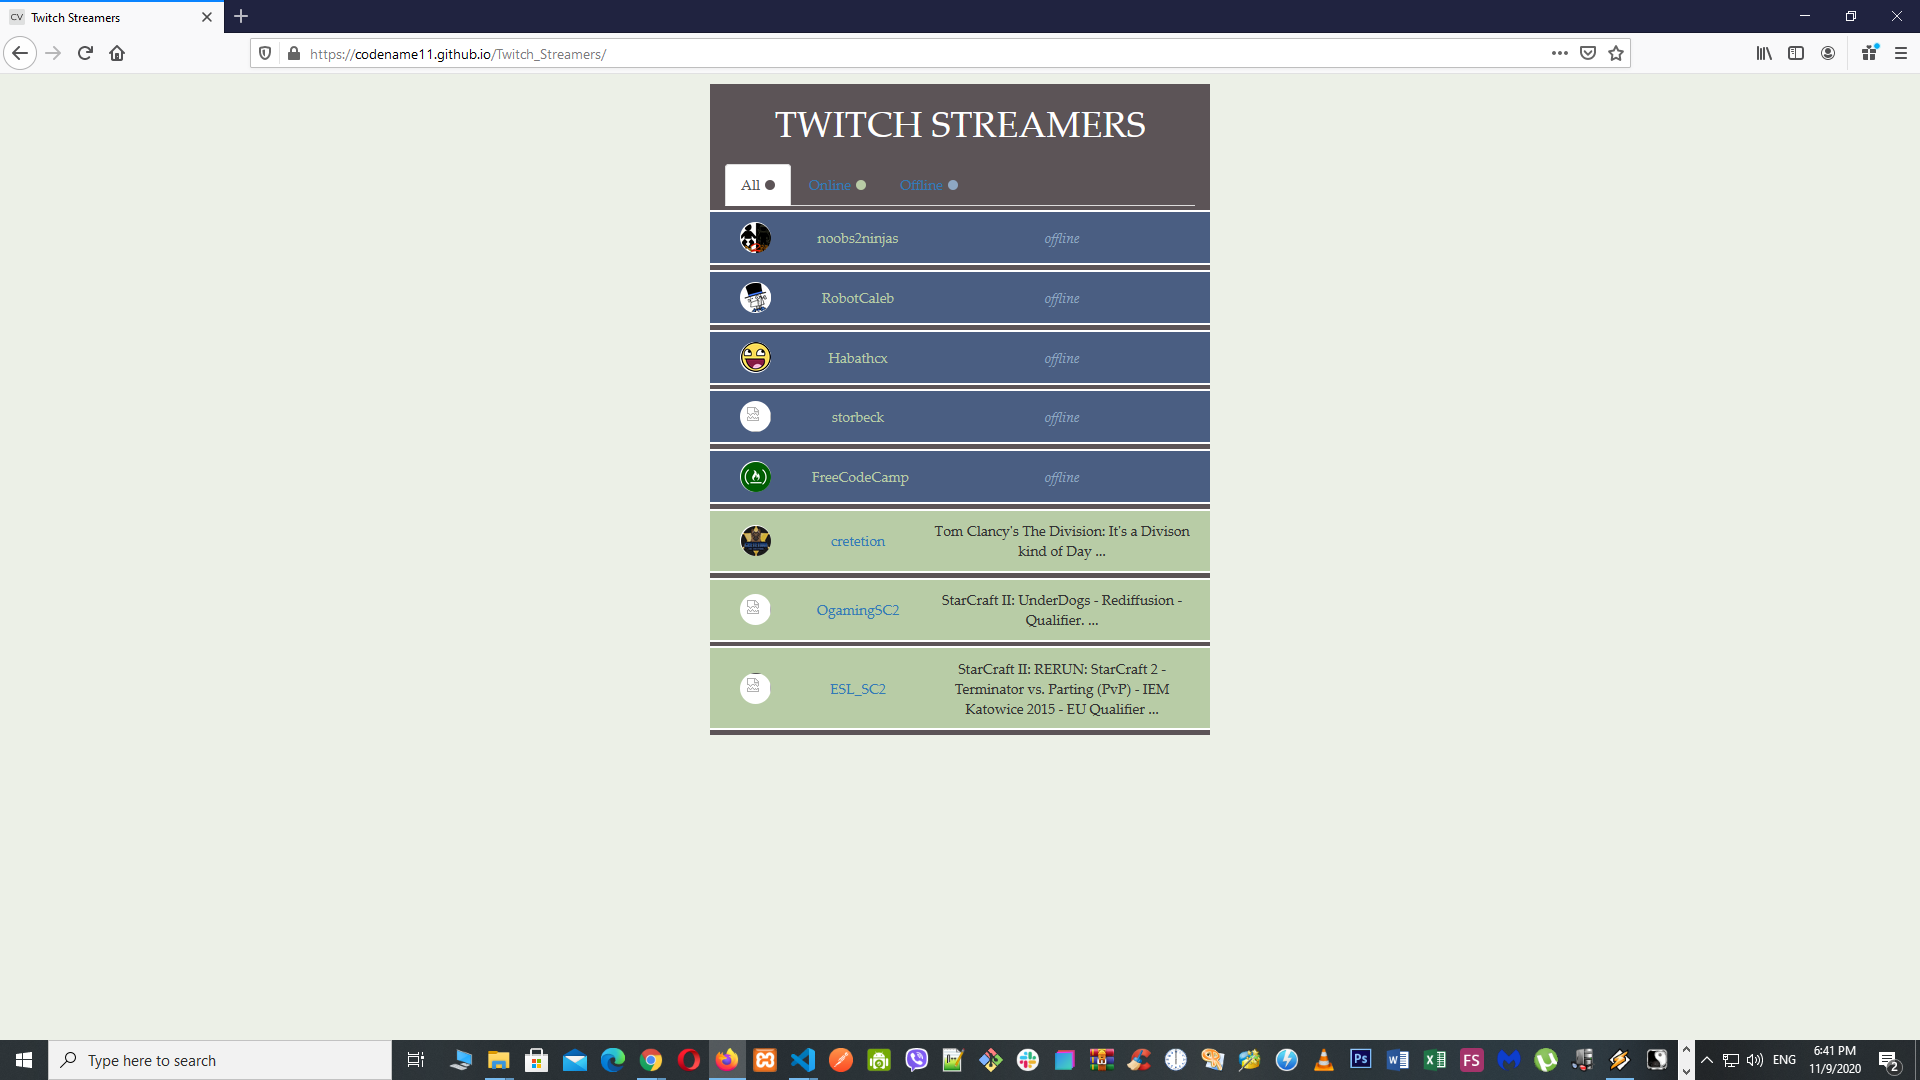 CV Twitch Streamers
https://codename11.github.io/Twitch_Streamers/
TWITCH STREAMERS
All
Online
Offline
noobs2ninjas offline
RobotCaleb offline
Habathcx offline
storbeck offline
FreeCodeCamp offline
cretetion
Tom Clancy's The Division: It's a Divison
kind of Day ...
OgamingSC2
StarCraft II: UnderDogs - Rediffusion -
Qualifier. ...
ESL_SC2
StarCraft II: RERUN: StarCraft 2 -
Terminator vs. Parting (PvP) - IEM
Katowice 2015 - EU Qualifier ...
Type here to search
Ps
FS
ENG
6:41 PM
11/9/2020
2